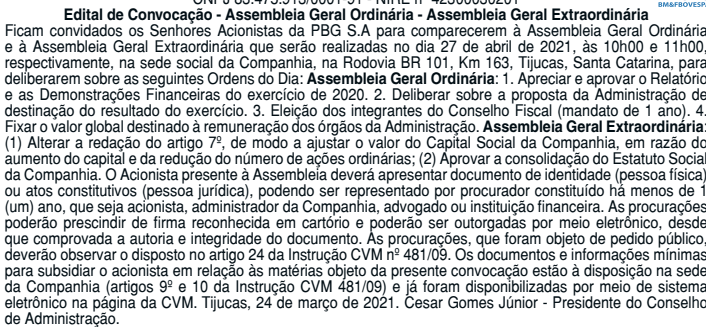 CNPJ 83.475.913/0001-91 - NIRE nº 42300030201
BM&FBOVESPA
Edital de Convocação - Assembleia Geral Ordinária - Assembleia Geral Extraordinária
Ficam convidados os Senhores Acionistas da PBG S.A para comparecerem à Assembleia Geral Ordinária
e à Assembleia Geral Extraordinária que serão realizadas no dia 27 de abril de 2021, às 10h00 e 11h00,
respectivamente, na sede social da Companhia, na Rodovia BR 101, Km 163, Tijucas, Santa Catarina, para
deliberarem sobre as seguintes Ordens do Dia: Assembleia Geral Ordinária: 1. Apreciar e aprovar o Relatório
e as Demonstrações Financeiras do exercício de 2020. 2. Deliberar sobre a proposta da Administração de
destinação do resultado do exercício. 3. Eleição dos integrantes do Conselho Fiscal (mandato de 1 ano). 4.
Fixar o valor global destinado à remuneração dos órgãos da Administração. Assembleia Geral Extraordinária:
(1) Alterar a redação do artigo 7º, de modo a ajustar o valor do Capital Social da Companhia, em razão do
aumento do capital e da redução do número de ações ordinárias; (2) Aprovar a consolidação do Estatuto Social
da Companhia. O Acionista presente à Assembleia deverá apresentar documento de identidade (pessoa física)
ou atos constitutivos (pessoa jurídica), podendo ser representado por procurador constituído há menos de 1
(um) ano, que seja acionista, administrador da Companhia, advogado ou instituição financeira. As procurações
poderão prescindir de firma reconhecida em cartório e poderão ser outorgadas por meio eletrônico, desde
que comprovada a autoria e integridade do documento. As procurações, que foram objeto de pedido público,
deverão observar o disposto no artigo 24 da Instrução CVM nº 481/09. Os documentos e informações mínimas
para subsidiar o acionista em relação às matérias objeto da presente convocação estão à disposição na sede
da Companhia (artigos 9º e 10 da Instrução CVM 481/09) e já foram disponibilizadas por meio de sistema
eletrônico na página da CVM. Tijucas, 24 de março de 2021. Cesar Gomes Júnior - Presidente do Conselho
de Administração.